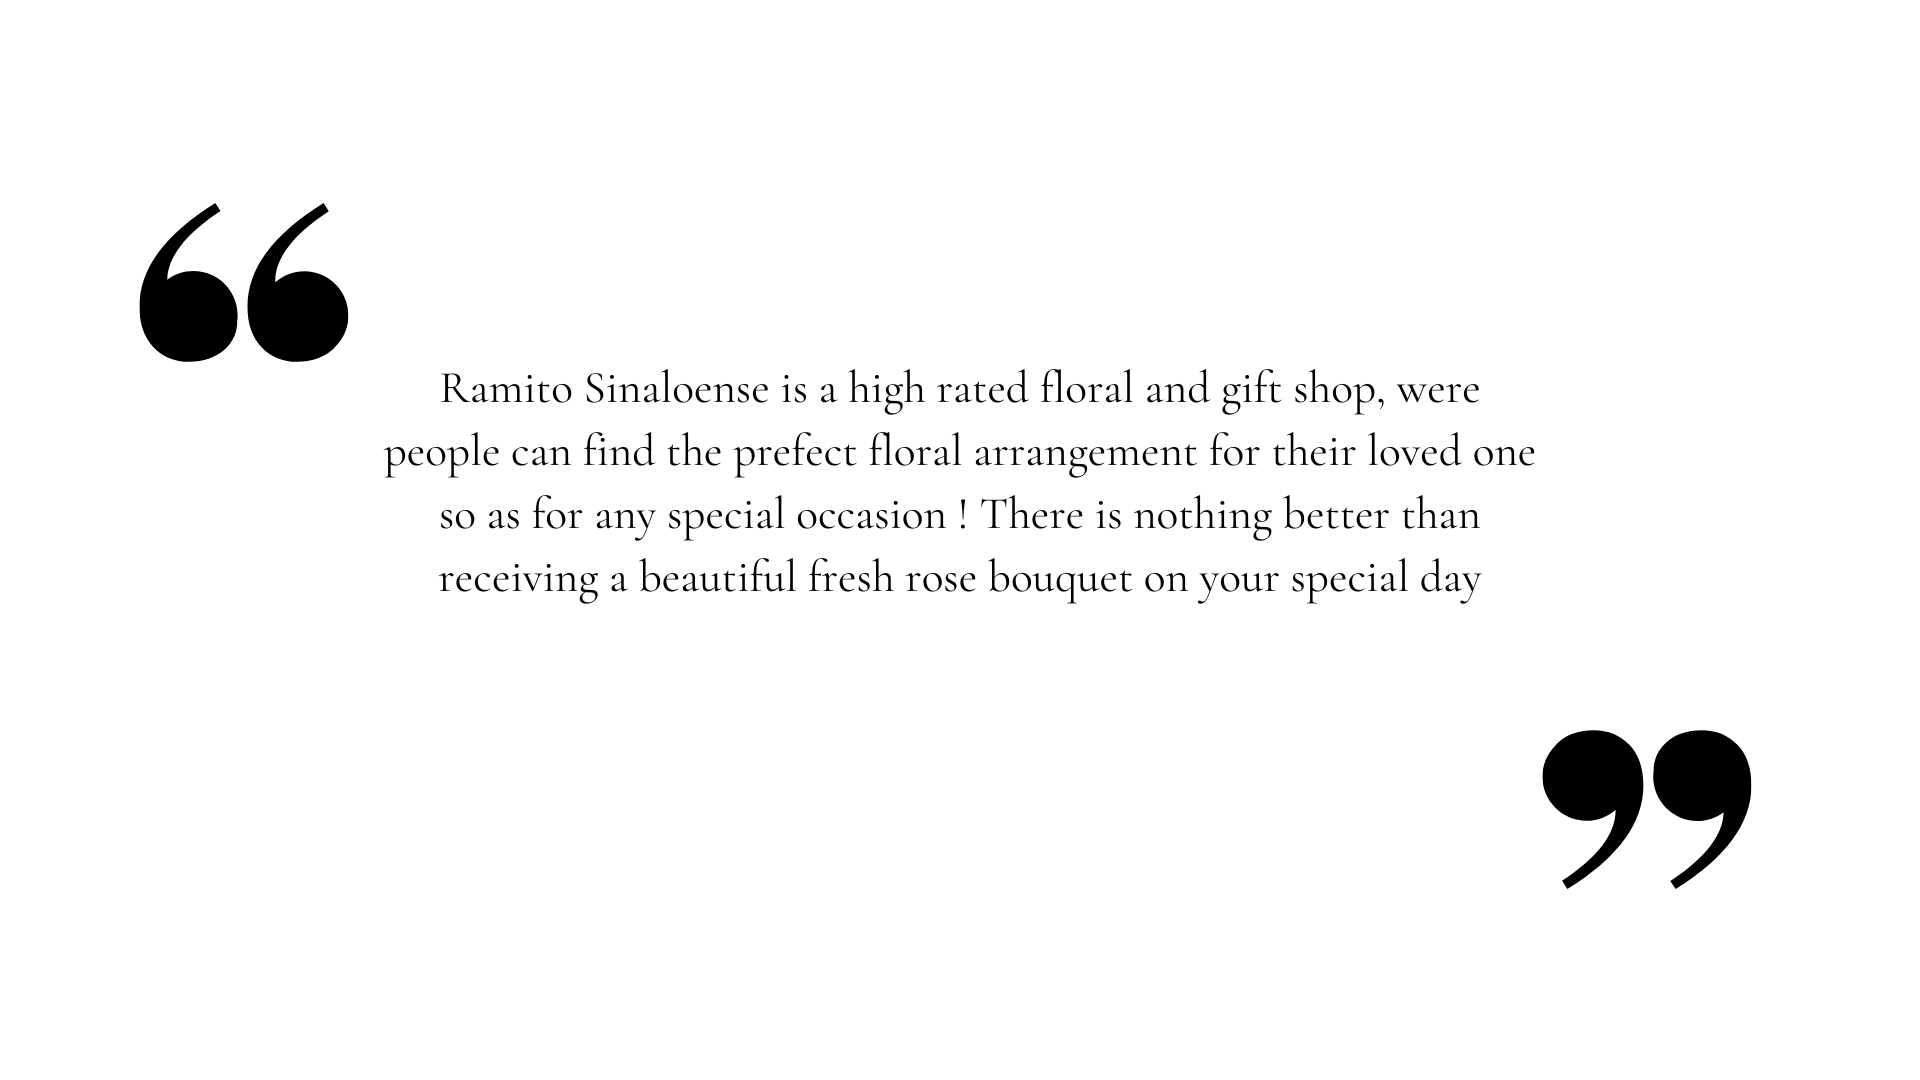 Ramito Sinaloense is a high rated floral and gift shop, were
people can find the prefect floral arrangement for their loved one
so as for any special occasion ! There is nothing better than
receiving a beautiful fresh rose bouquet on your special day